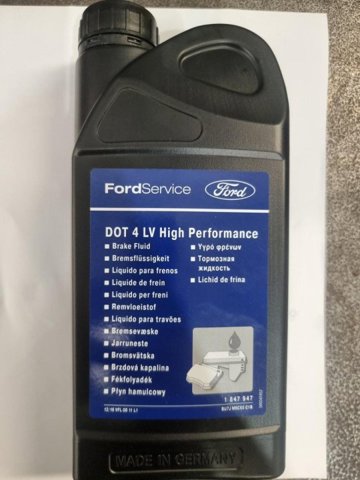 FordService Ford
DOT 4 LV High Performance
Brake Fluid
Bremsflüssigkeit
Líquido para frenos
Liquide de frein
Liquido per freni
Remvloeistof
Líquido para travões
Bremsevæske
Jarruneste
Bromsvätska
Brzdová kapalina
Fékfolyadék
Płyn hamulcowy
Υγρό φρένων
Тормозная
жидкость
Lichid de frîna
1 847 947
MADE IN GERMANY